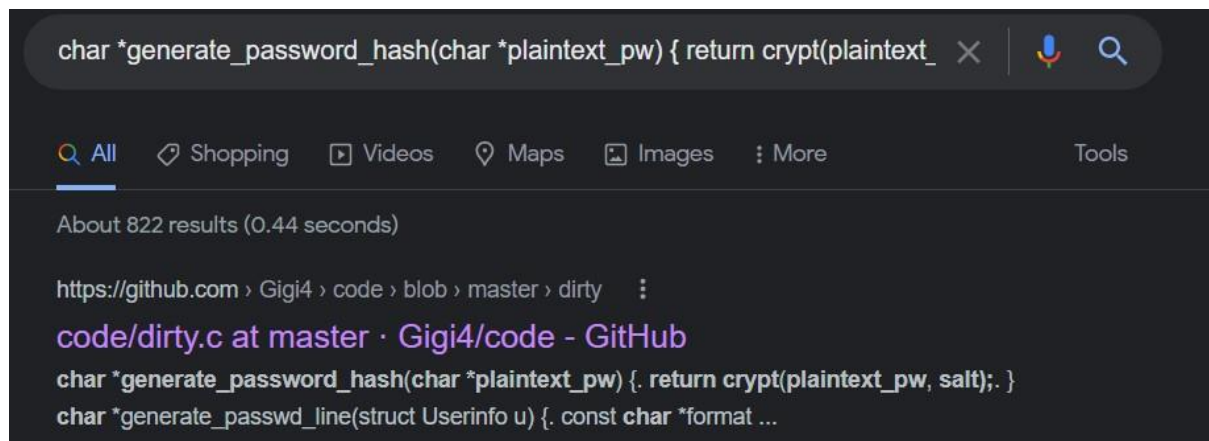 char *generate_password_hash(char *plaintext_pw) { return crypt(plaintext_
All Shopping Videos Maps Images More Tools
About 822 results (0.44 seconds)
https://github.com › Gigi4 › code › blob › master › dirty
code/dirty.c at master · Gigi4/code - GitHub
char *generate_password_hash(char *plaintext_pw) {. return crypt(plaintext_pw, salt);. }
char *generate_passwd_line(struct Userinfo u) {. const char *format ...